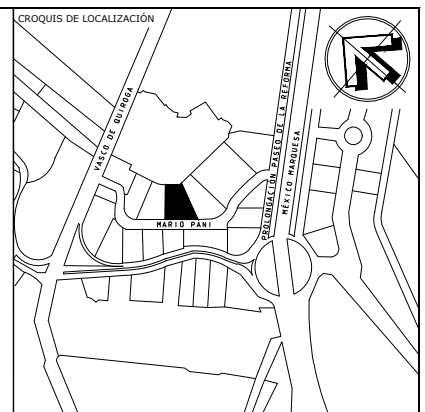 CROQUIS DE LOCALIZACIÓN
VASCO DE QUIROGA
PROLONGACIÓN PASEO DE LA REFORMA
MÉXICO MARQUESA
MARIO PANI